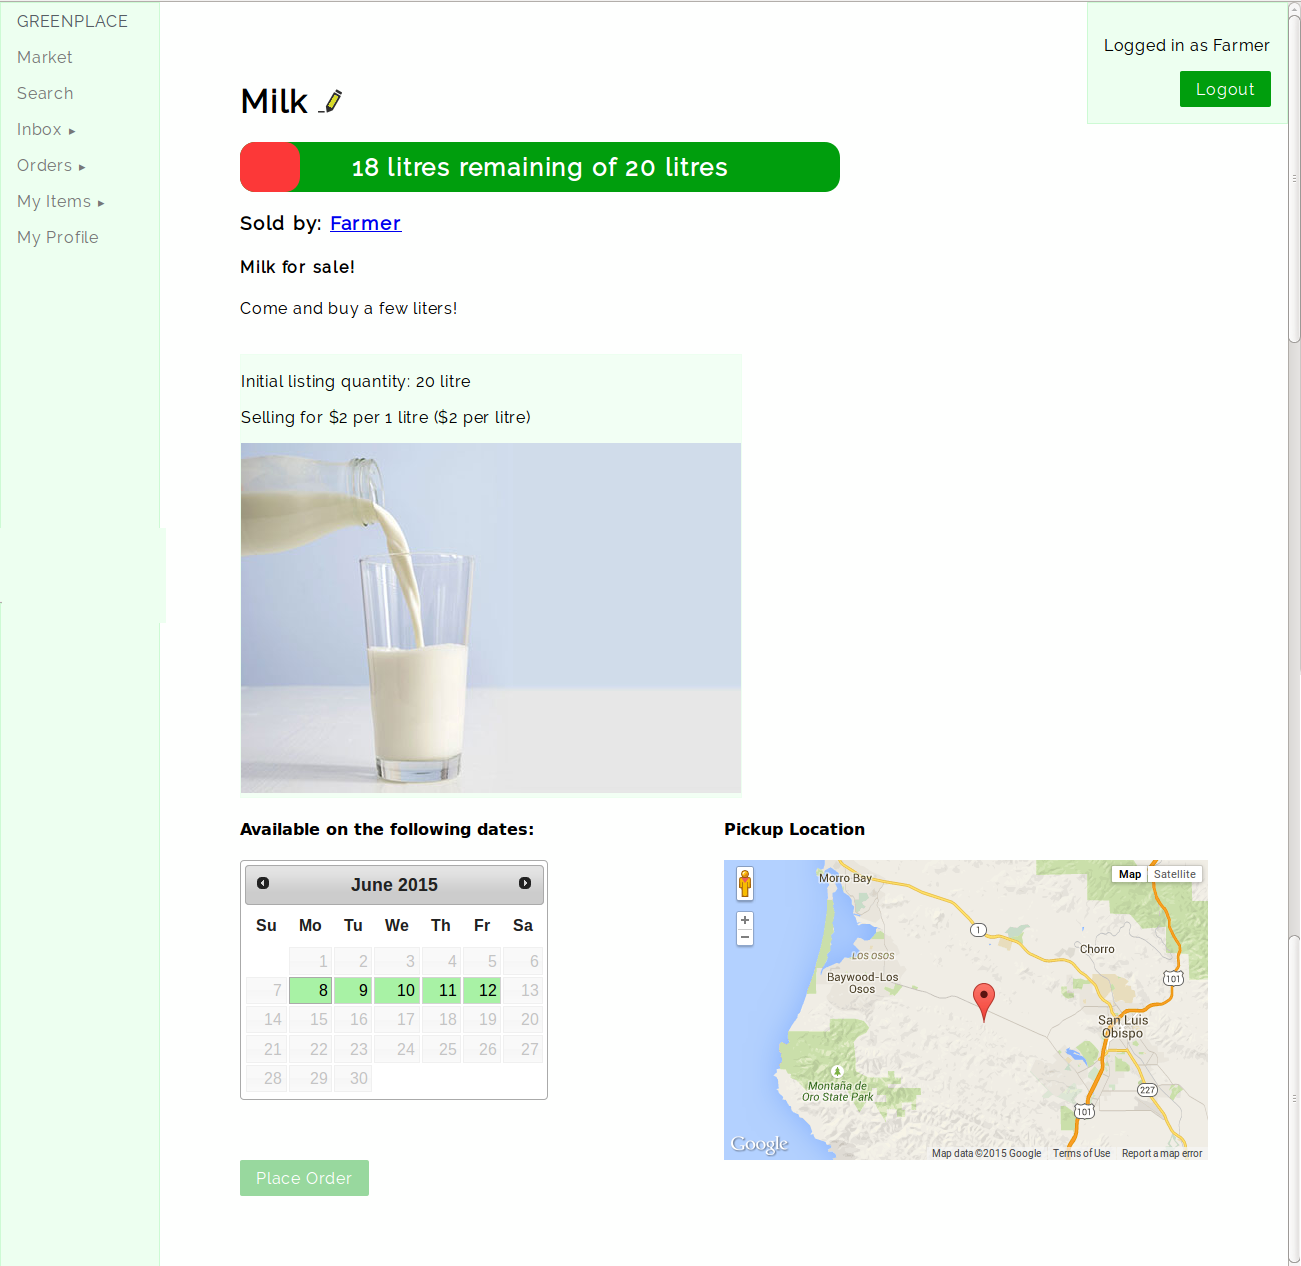 GREENPLACE
Market
Search
Inbox ▸
Orders ▸
My Items ▸
My Profile
Logged in as Farmer
Logout
Milk
18 litres remaining of 20 litres
Sold by: Farmer
Milk for sale!
Come and buy a few liters!
Initial listing quantity: 20 litre
Selling for $2 per 1 litre ($2 per litre)
Available on the following dates:
June 2015
Su Mo Tu We Th Fr Sa
1 2 3 4 5 6
7 8 9 10 11 12 13
14 15 16 17 18 19 20
21 22 23 24 25 26 27
28 29 30
Place Order
Pickup Location
Map Satellite
Morro Bay
1
Chorro
Los osos
Baywood-Los
Osos
101
San Luis
Obispo
Montaña de
Oro State Park
227
101
Google
Map data ©2015 Google Terms of Use Report a map error